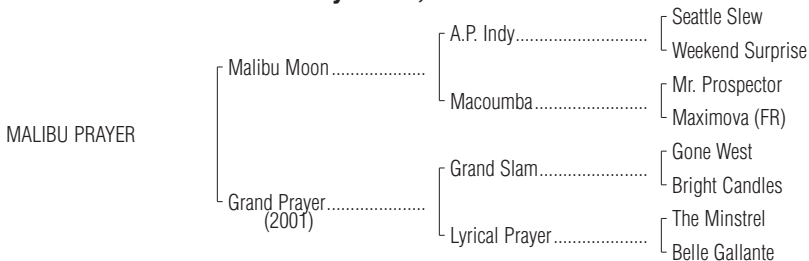 Seattle Slew
A.P. Indy
Weekend Surprise
Malibu Moon
Mr. Prospector
Macoumba
Maximova (FR)
MALIBU PRAYER
Gone West
Grand Slam
Bright Candles
Grand Prayer
(2001)
The Minstrel
Lyrical Prayer
Belle Gallante